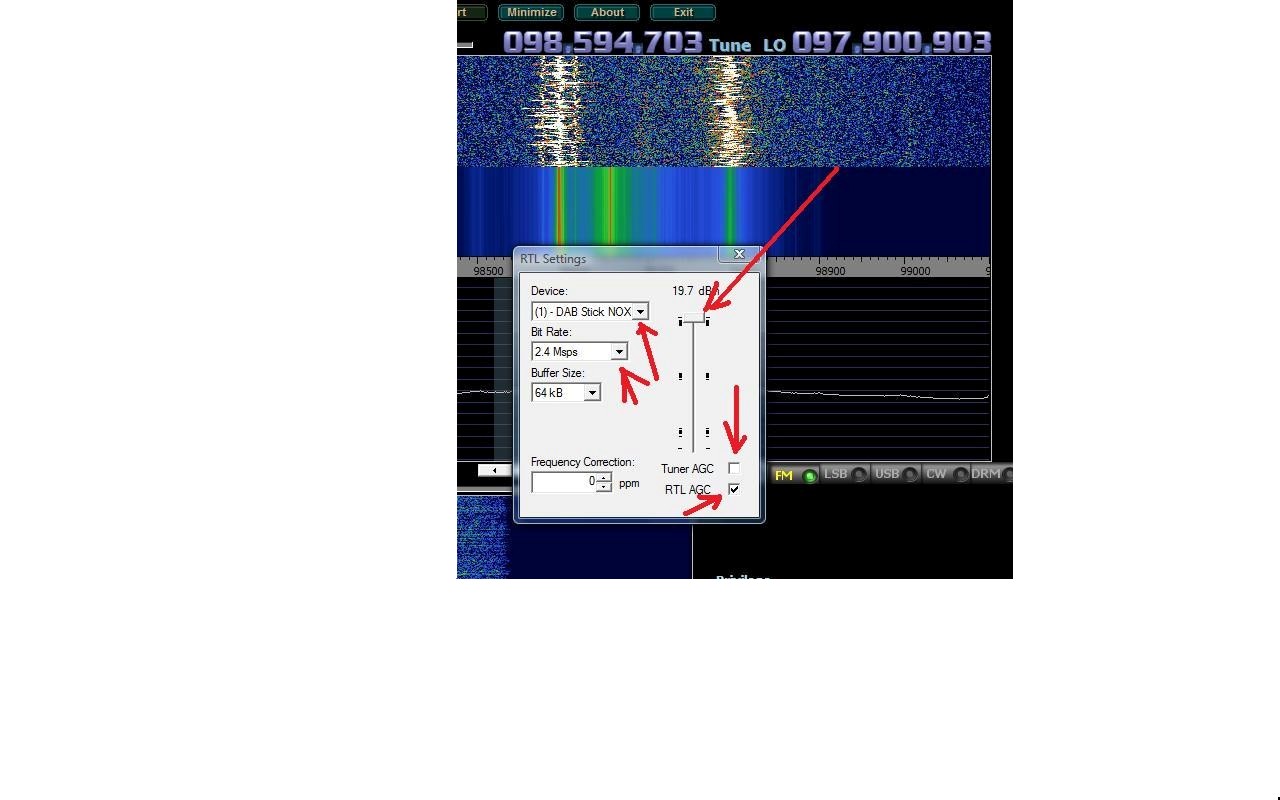 Minimize About Exit
098.594.703 Tune LO 097.900.903
RTL Settings
98500 98900 99000
Device: 19.7
(1) - DAB Stick NOX
Bit Rate:
2.4 Msps
Buffer Size:
64 kB
Frequency Correction:
0 ppm
Tuner AGC
RTL AGC
FM LSB USB CW DRM